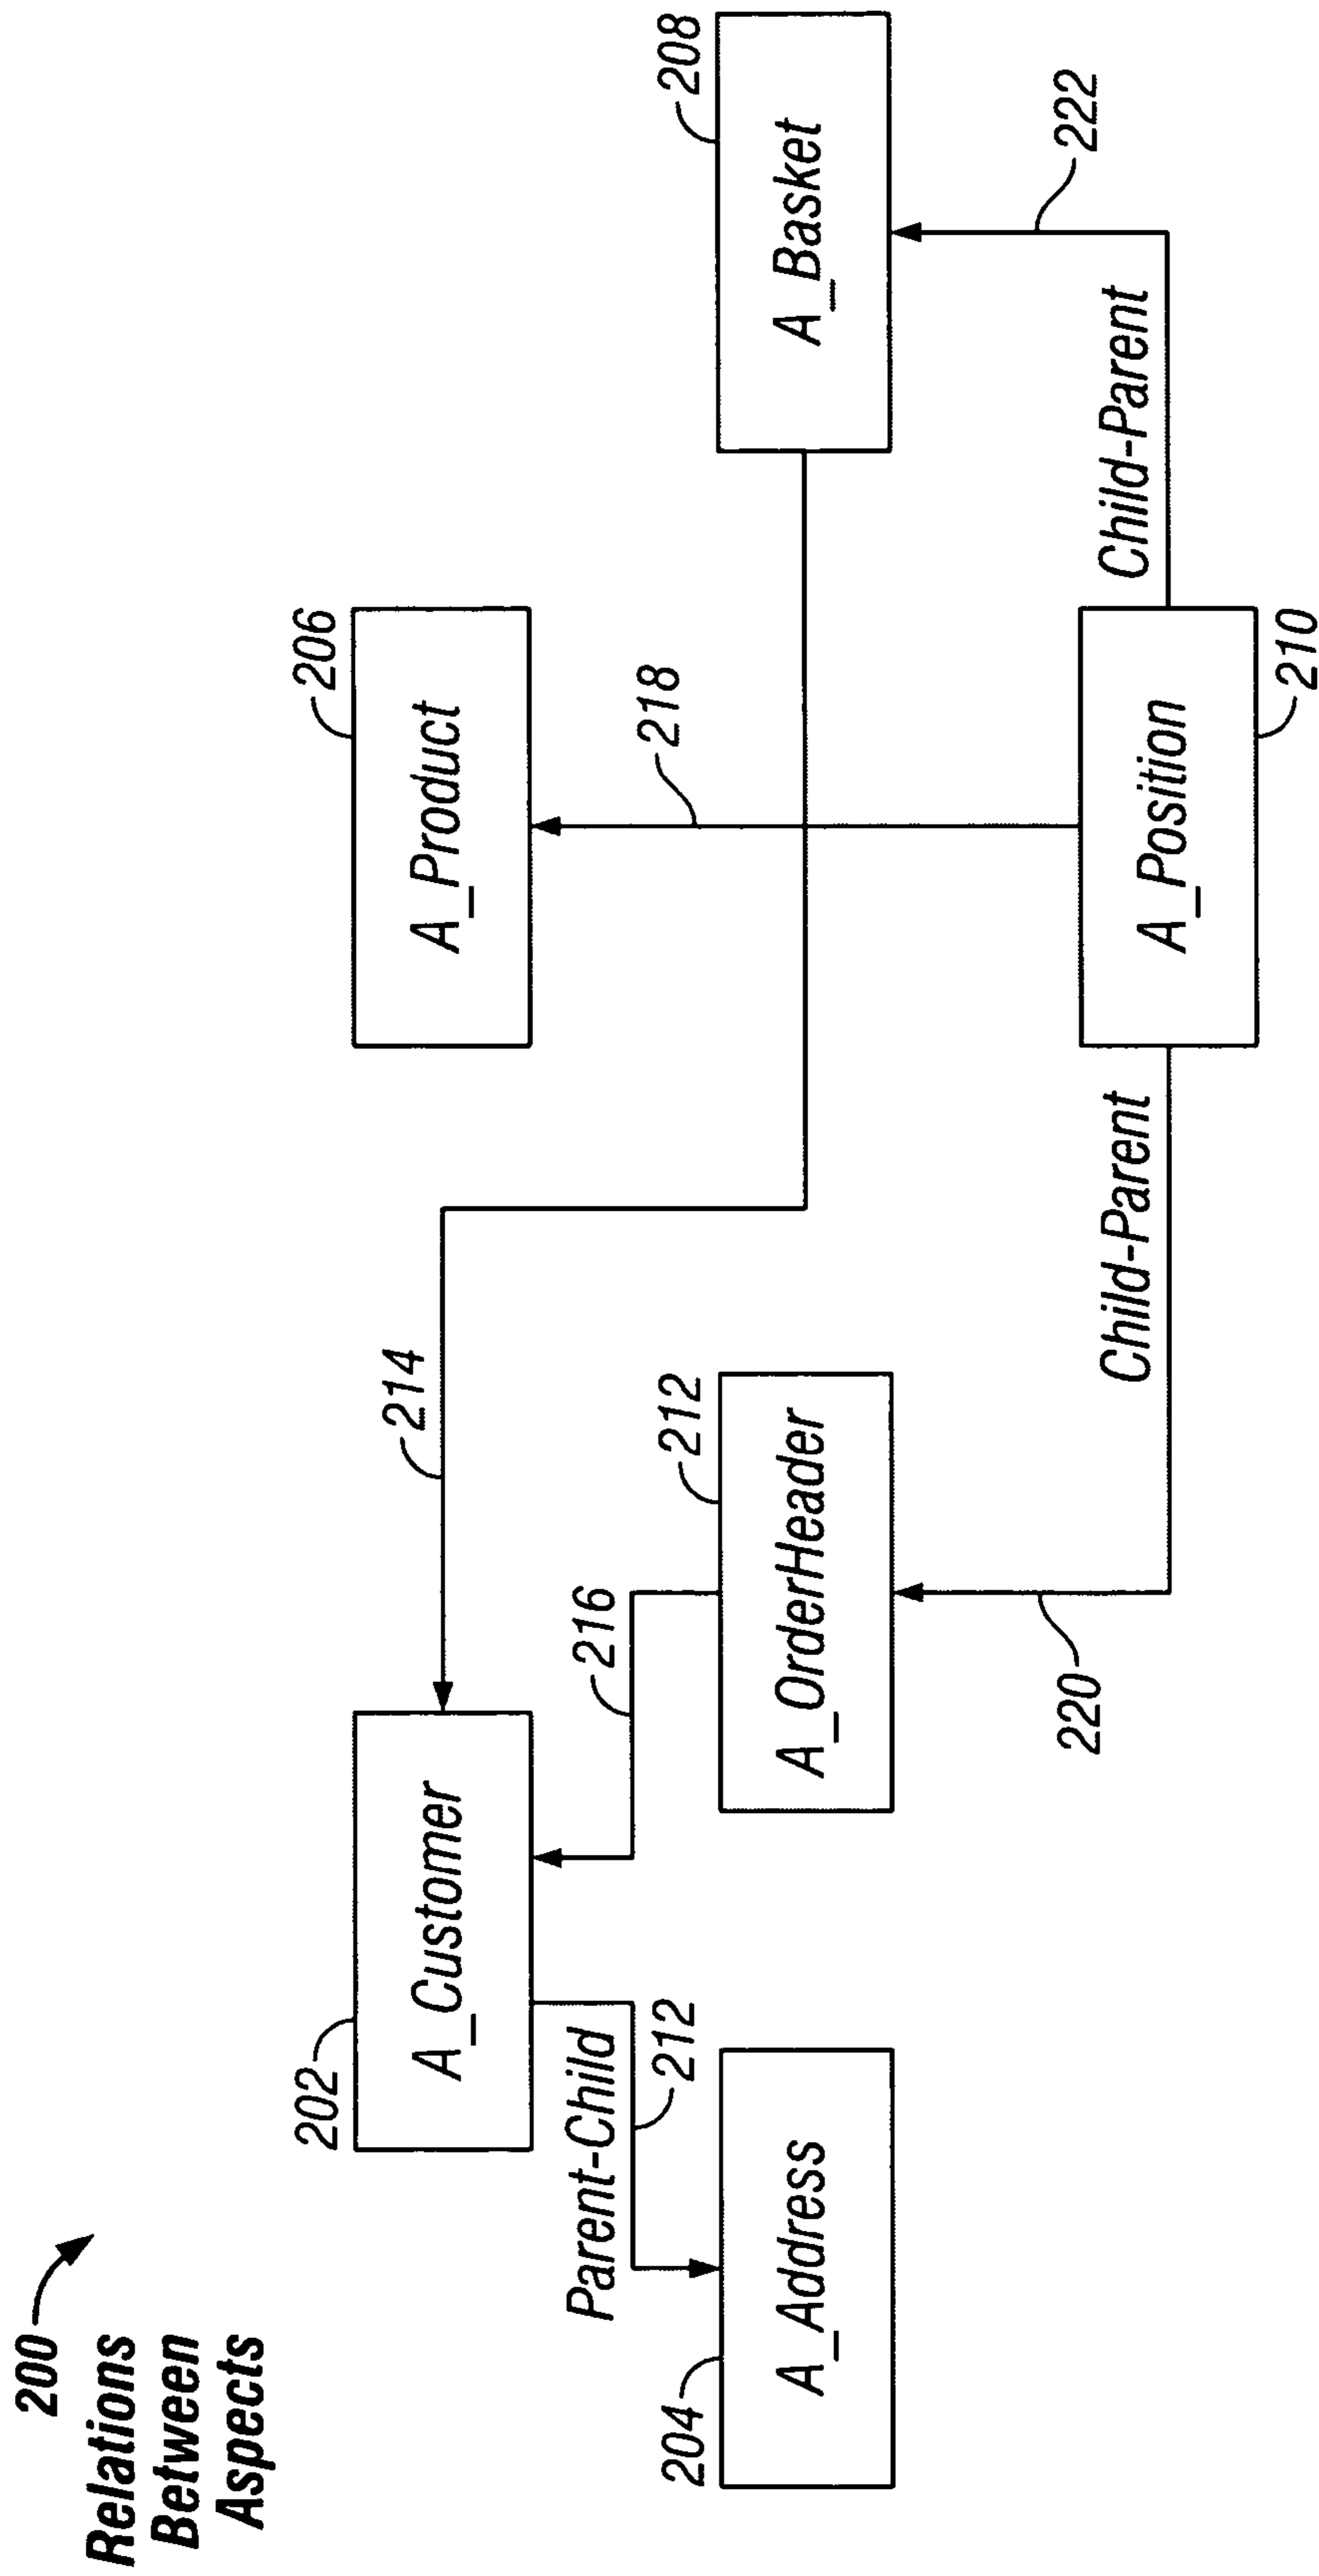 200
Relations
Between
Aspects
202
A_Customer
214
206
A_Product
Parent-Child
212
216
218
204
A_Address
212
A_OrderHeader
208
A_Basket
220
Child-Parent
A_Position
210
Child-Parent
222